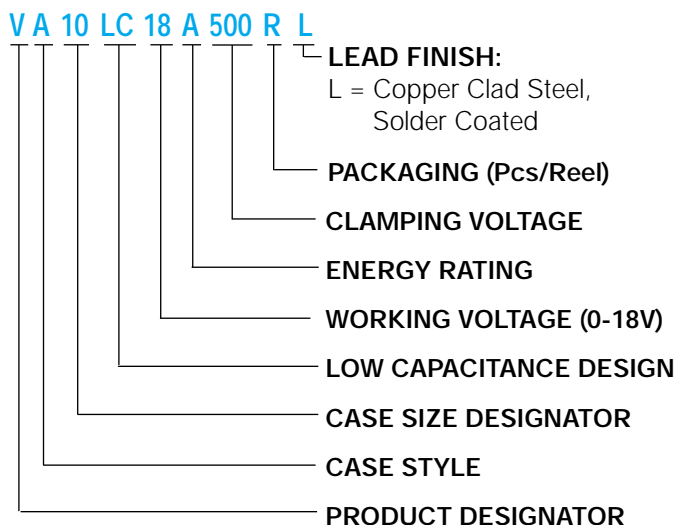 V A 10 LC 18 A 500 R L
LEAD FINISH:
L = Copper Clad Steel,
Solder Coated
PACKAGING (Pcs/Reel)
CLAMPING VOLTAGE
ENERGY RATING
WORKING VOLTAGE (0-18V)
LOW CAPACITANCE DESIGN
CASE SIZE DESIGNATOR
CASE STYLE
PRODUCT DESIGNATOR